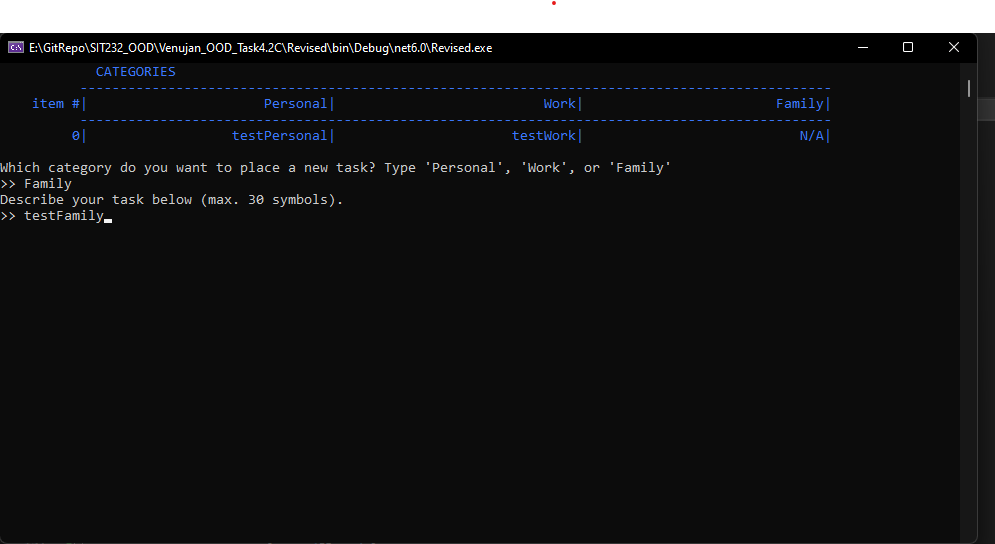 E:\GitRepo\SIT232_OOD\Venujan_OOD_Task4.2C\Revised\bin\Debug\net6.0\Revised.exe
CATEGORIES
----------------------------------------------------------------------------------------------
item #| Personal| Work| Family|
----------------------------------------------------------------------------------------------
0| testPersonal| testWork| N/A|
Which category do you want to place a new task? Type 'Personal', 'Work', or 'Family'
>> Family
Describe your task below (max. 30 symbols).
>> testFamily